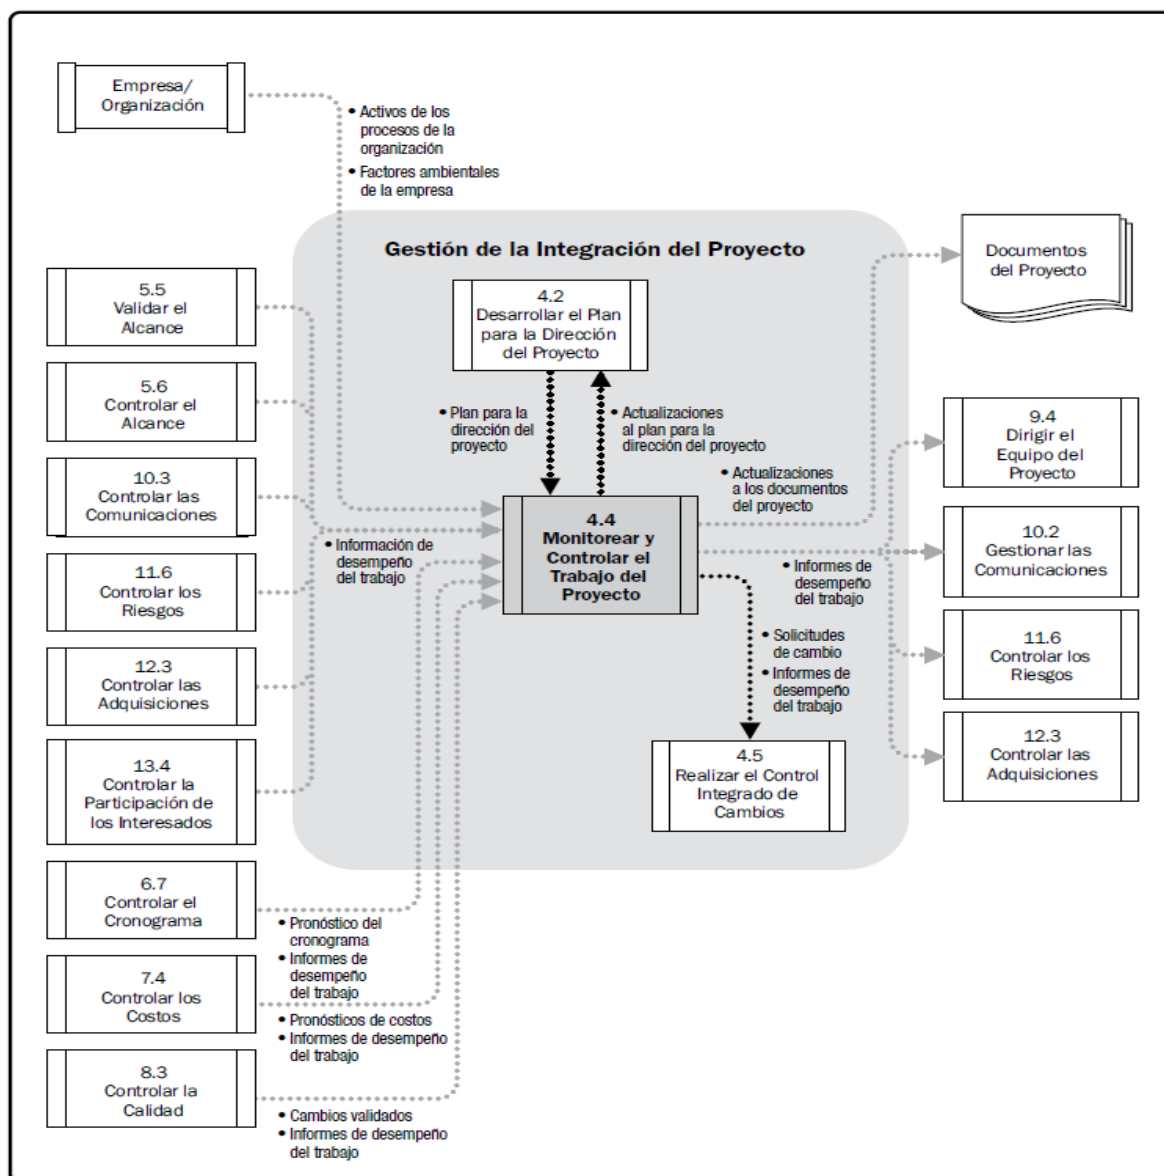 Empresa/
Organización
• Activos de los
procesos de la
organización
• Factores ambientales
de la empresa
Gestión de la Integración del Proyecto
Documentos
del Proyecto
5.5
Validar el
Alcance
4.2
Desarrollar el Plan
para la Dirección
del Proyecto
5.6
Controlar el
Alcance
• Plan para la
dirección del
proyecto
• Actualizaciones
al plan para la
dirección del proyecto
9.4
Dirigir el
Equipo del
Proyecto
• Actualizaciones
a los documentos
del proyecto
10.3
Controlar las
Comunicaciones
• Información de
desempeño
del trabajo
4.4
Monitorear y
Controlar el
Trabajo del
Proyecto
10.2
Gestionar las
Comunicaciones
• Informes de
desempeño
del trabajo
11.6
Controlar los
Riesgos
• Solicitudes
de cambio
• Informes de
desempeño
del trabajo
11.6
Controlar los
Riesgos
12.3
Controlar las
Adquisiciones
12.3
Controlar las
Adquisiciones
13.4
Controlar la
Participación de
los Interesados
4.5
Realizar el Control
Integrado de
Cambios
6.7
Controlar el
Cronograma
• Pronóstico del
cronograma
• Informes de
desempeño
del trabajo
7.4
Controlar los
Costos
• Pronósticos de costos
• Informes de desempeño
del trabajo
8.3
Controlar la
Calidad
• Cambios validados
• Informes de desempeño
del trabajo